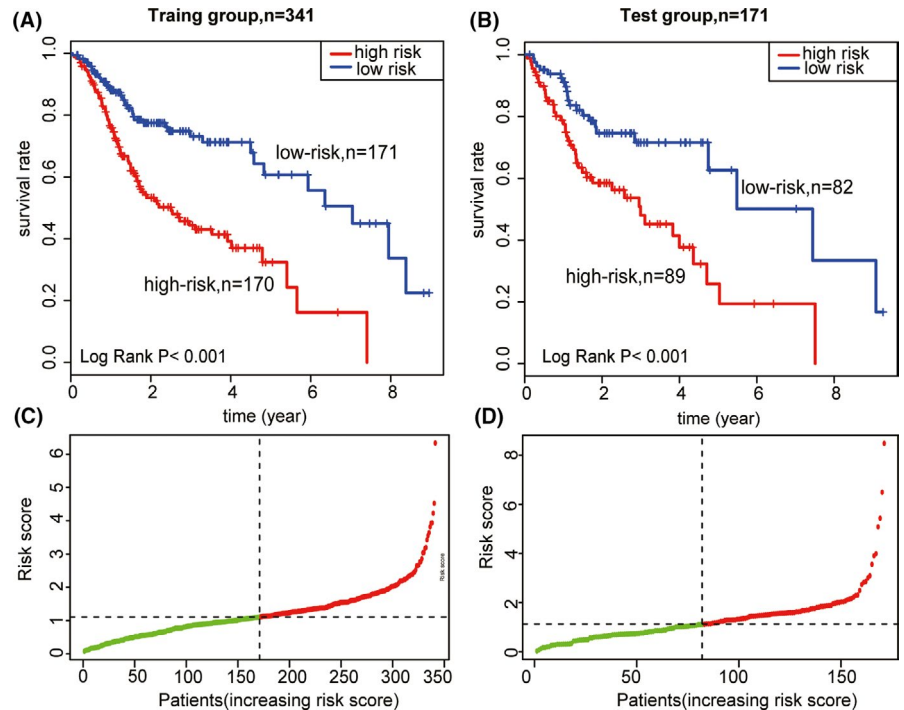 (A)
Traing group,n=341
high risk
low risk
1.0
0.8
0.6
0.4
0.2
0.0
survival rate
low-risk,n=171
high-risk,n=170
Log Rank P< 0.001
0
2
4
6
8
time (year)
(B)
Test group,n=171
high risk
low risk
1.0
0.8
0.6
0.4
0.2
0.0
survival rate
low-risk,n=82
high-risk,n=89
Log Rank P< 0.001
0
2
4
6
8
time (year)
(C)
6
5
4
3
2
1
0
Risk score
Risk score
0
50
100
150
200
250
300
350
Patients(increasing risk score)
(D)
8
6
4
2
0
Risk score
0
50
100
150
Patients(increasing risk score)